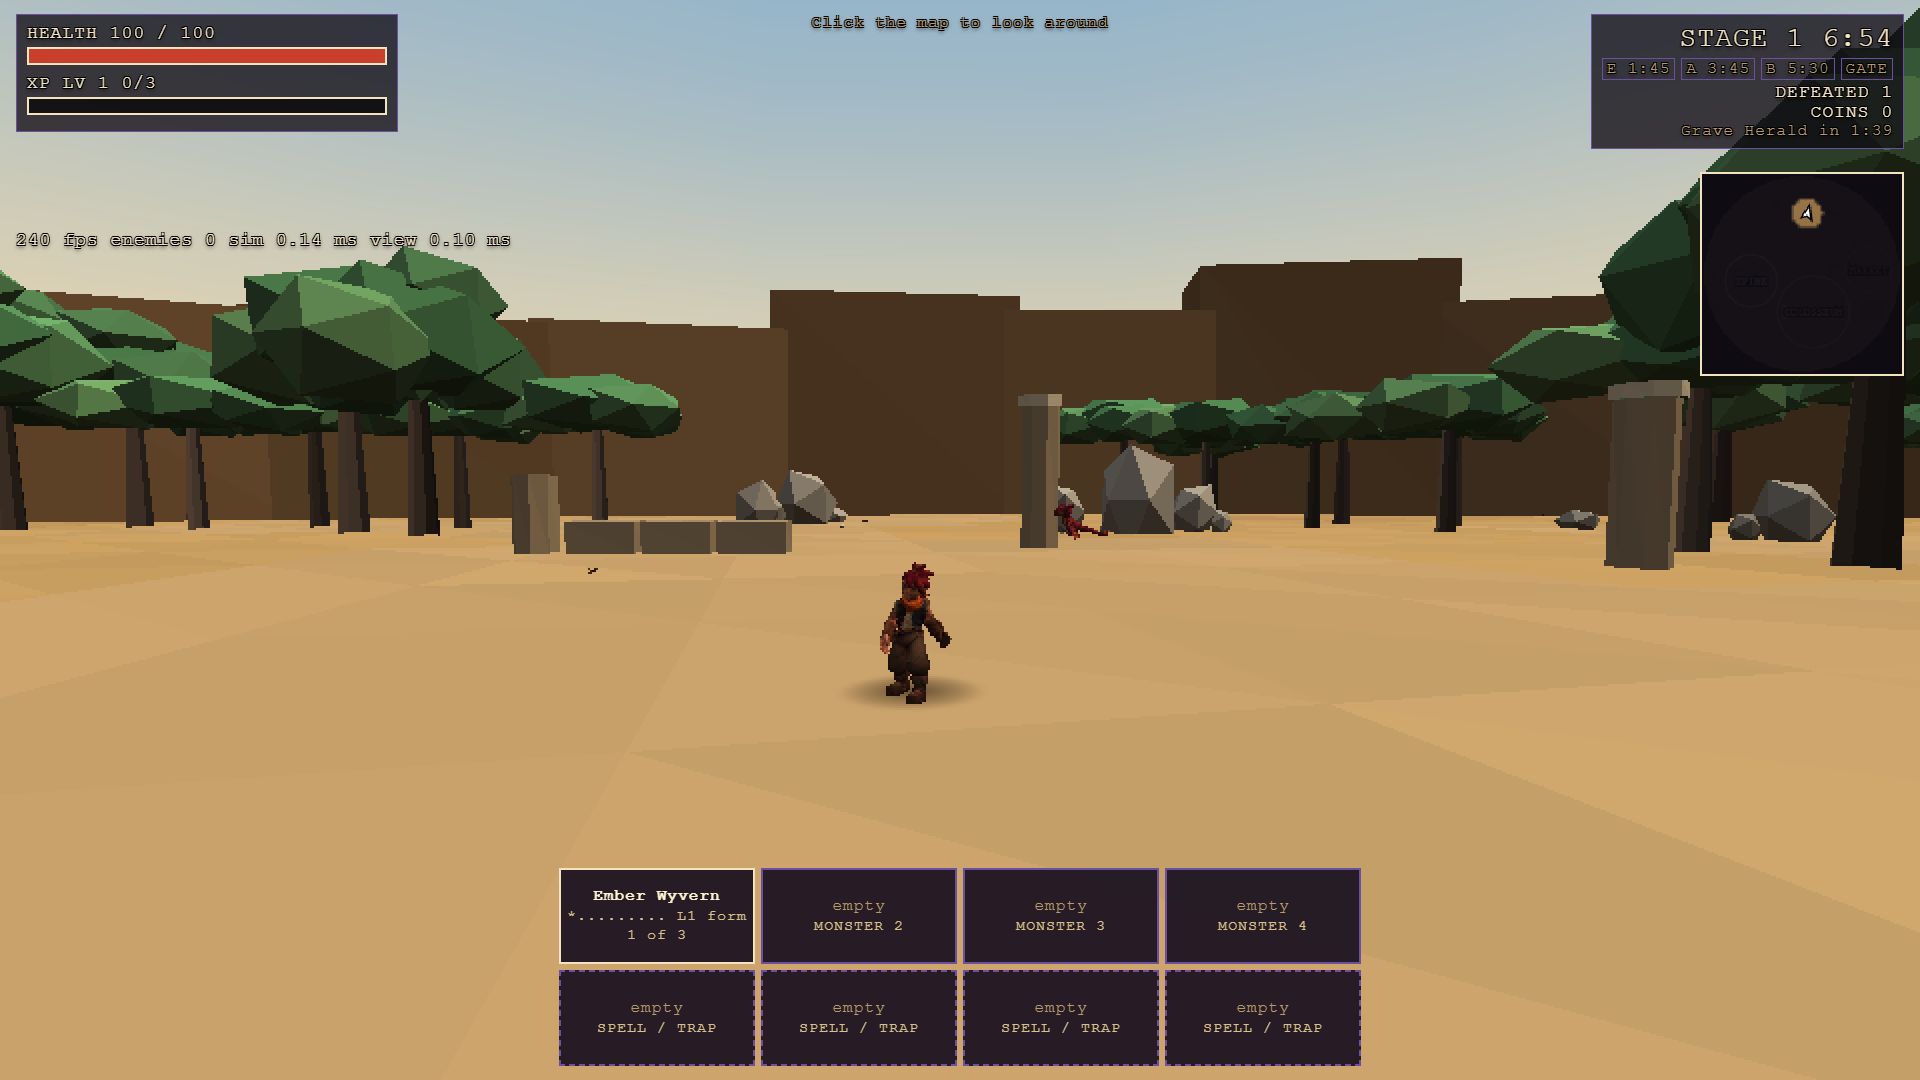 Click the map to look around
HEALTH 100 / 100
XP LV 1 0/3
STAGE 1 6:54
E 1:45 A 3:45 B 5:30 GATE
DEFEATED 1
COINS 0
Grave Herald in 1:39
240 fps enemies 0 sim 0.14 ms view 0.10 ms
Ember Wyvern
*......... L1 form
1 of 3
empty
MONSTER 2
empty
MONSTER 3
empty
MONSTER 4
empty
SPELL / TRAP
empty
SPELL / TRAP
empty
SPELL / TRAP
empty
SPELL / TRAP